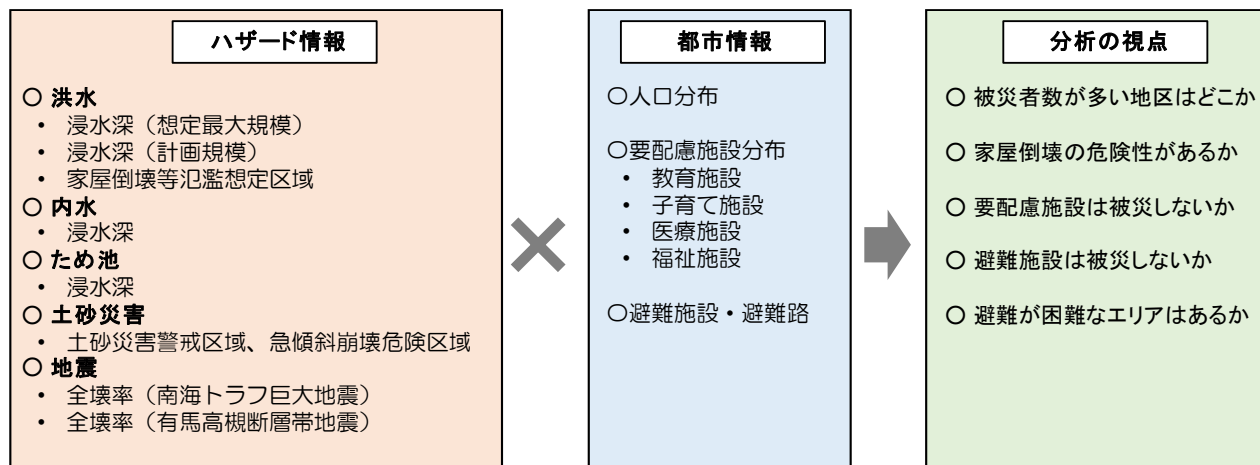 ハザード情報
○ 洪水
・ 浸水深（想定最大規模）
・ 浸水深（計画規模）
・ 家屋倒壊等氾濫想定区域
○ 内水
・ 浸水深
○ ため池
・ 浸水深
○ 土砂災害
・ 土砂災害警戒区域、急傾斜崩壊危険区域
○ 地震
・ 全壊率（南海トラフ巨大地震）
・ 全壊率（有馬高槻断層帯地震）
都市情報
○人口分布
○要配慮施設分布
・ 教育施設
・ 子育て施設
・ 医療施設
・ 福祉施設
○避難施設・避難路
分析の視点
○ 被災者数が多い地区はどこか
○ 家屋倒壊の危険性があるか
○ 要配慮施設は被災しないか
○ 避難施設は被災しないか
○ 避難が困難なエリアはあるか